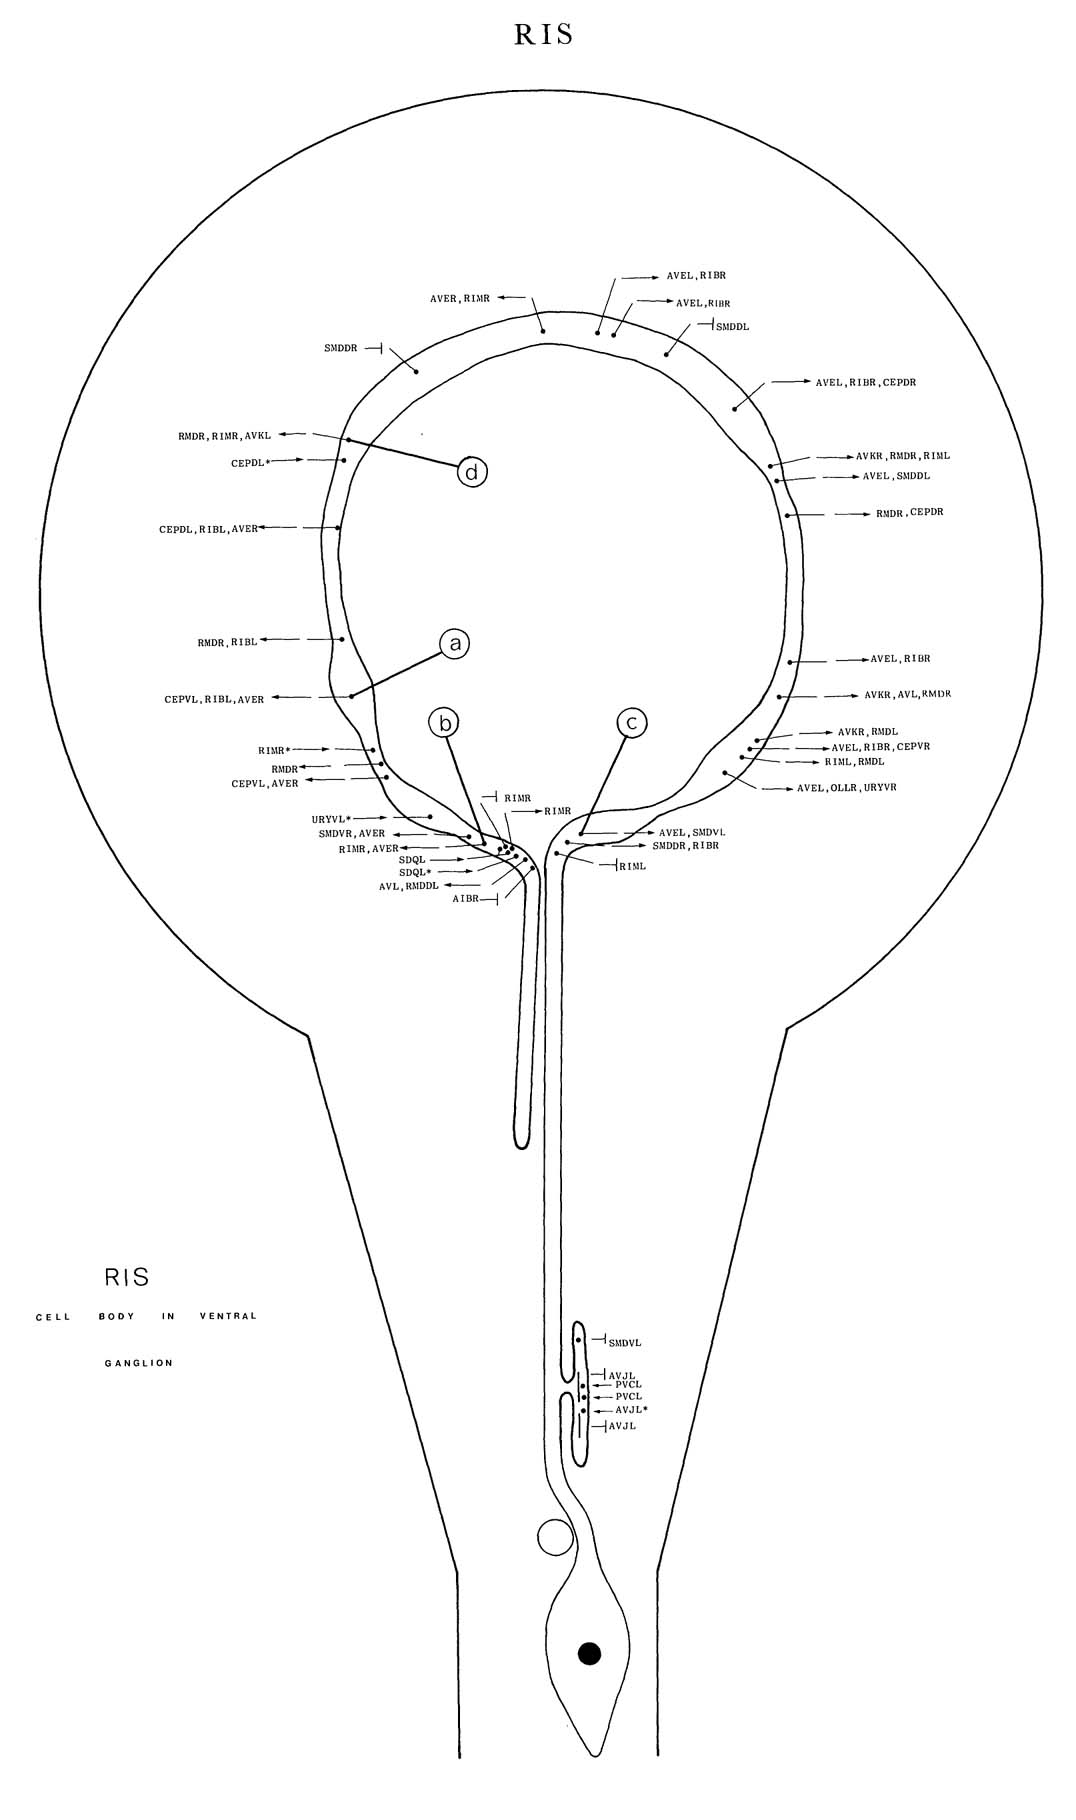 RIS
AVEL,RIBR
AVER,RIMR
AVEL,RIBR
SMDDL
SMDDR
AVEL,RIBR,CEPDR
RMDR,RIMR,AVKL
AVKR,RMDR,RIML
CEPDL*
d
AVEL,SMDDL
RMDR,CEPDR
CEPDL,RIBL,AVER
RMDR,RIBL
a
AVEL,RIBR
CEPVL,RIBL,AVER
AVKR,AVL,RMDR
b
c
AVKR,RMDL
RIMR*
AVEL,RIBR,CEPVR
RMDR
RIML,RMDL
CEPVL,AVER
AVEL,OLLR,URYVR
RIMR
RIMR
URYVL*
SMDVR,AVER
AVEL,SMDVL
RIMR,AVER
SMDDR,RIBR
SDQL
RIML
SDQL*
AVL,RMDDL
AIBR
RIS
CELL BODY IN VENTRAL
GANGLION
SMDVL
AVJL
PVCL
PVCL
AVJL*
AVJL